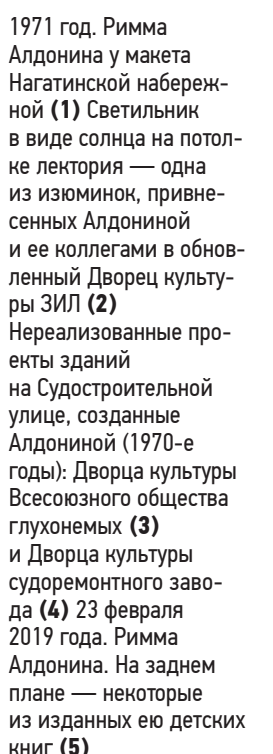 1971 год. Римма
Алдонина у макета
Нагатинской набереж-
ной (1) Светильник
в виде солнца на потол-
ке лектория — одна
из изюминок, привне-
сенных Алдониной
и ее коллегами в обнов-
ленный Дворец культу-
ры ЗИЛ (2)
Нереализованные про-
екты зданий
на Судостроительной
улице, созданные
Алдониной (1970-е
годы): Дворца культуры
Всесоюзного общества
глухонемых (3)
и Дворца культуры
судоремонтного заво-
да (4) 23 февраля
2019 года. Римма
Алдонина. На заднем
плане — некоторые
из изданных ею детских
книг (5)